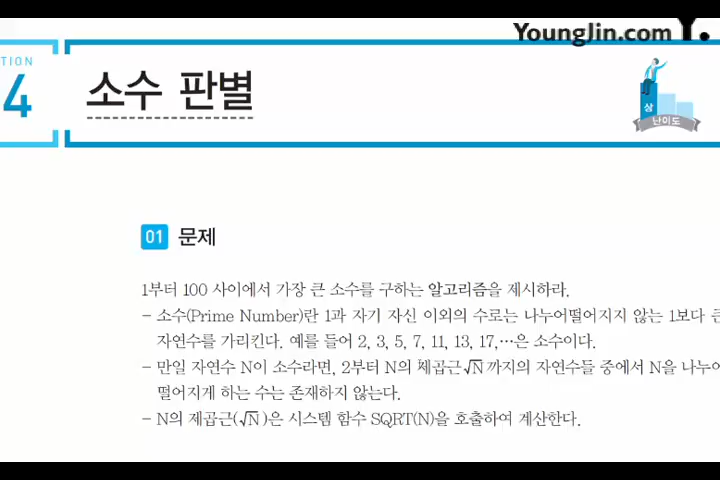 YoungJin.com Y.
TION
4
소수 판별
상
난이도
01 문제
1부터 100 사이에서 가장 큰 소수를 구하는 알고리즘을 제시하라.
- 소수(Prime Number)란 1과 자기 자신 이외의 수로는 나누어떨어지지 않는 1보다 큰
자연수를 가리킨다. 예를 들어 2, 3, 5, 7, 11, 13, 17,…은 소수이다.
- 만일 자연수 N이 소수라면, 2부터 N의 제곱근 √N 까지의 자연수들 중에서 N을 나누어
떨어지게 하는 수는 존재하지 않는다.
- N의 제곱근(√N )은 시스템 함수 SQRT(N)을 호출하여 계산한다.